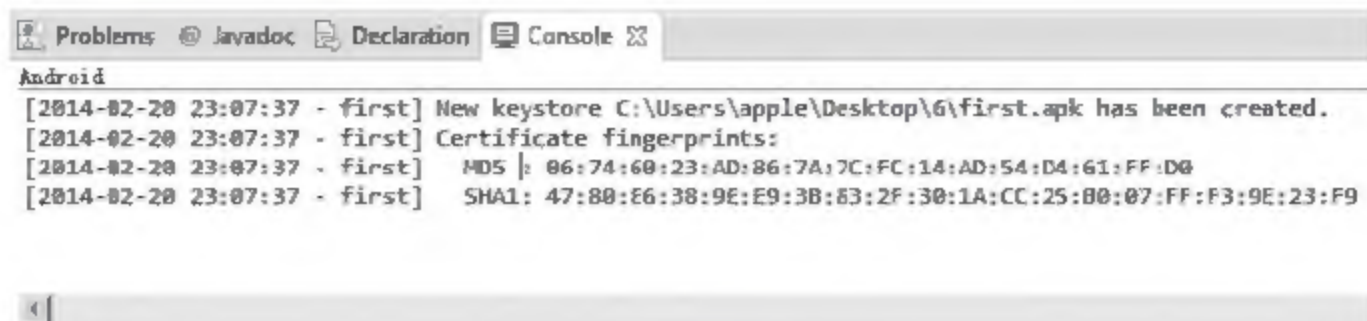 Problems @ Javadoc Declaration Console
Android
[2014-02-20 23:07:37 - first] New keystore C:\Users\apple\Desktop\6\first.apk has been created.
[2014-02-20 23:07:37 - first] Certificate fingerprints:
[2014-02-20 23:07:37 - first] MD5 : 06:74:60:23:AD:86:7A:7C:FC:14:AD:54:D4:61:FF:D0
[2014-02-20 23:07:37 - first] SHA1: 47:80:E6:38:9E:E9:3B:83:2F:30:1A:CC:25:B0:07:FF:F3:9E:23:F9